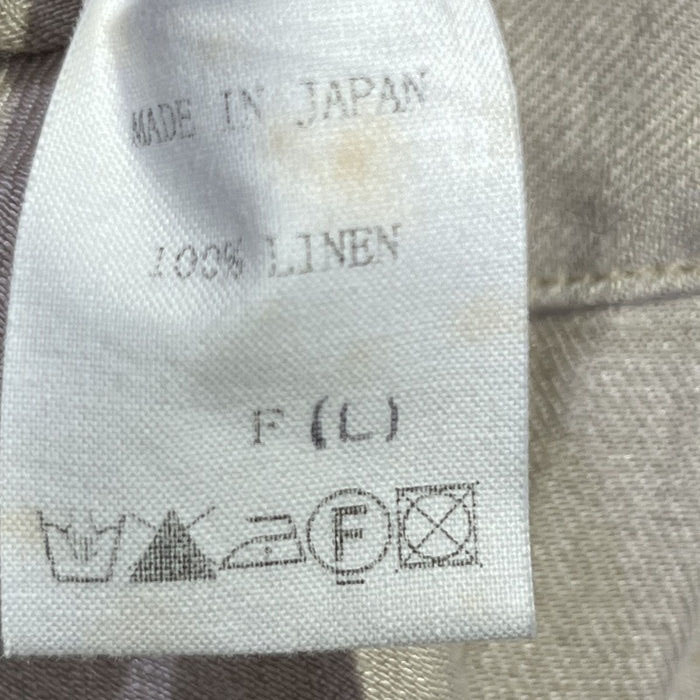 MADE IN JAPAN
100% LINEN
F (L)
F